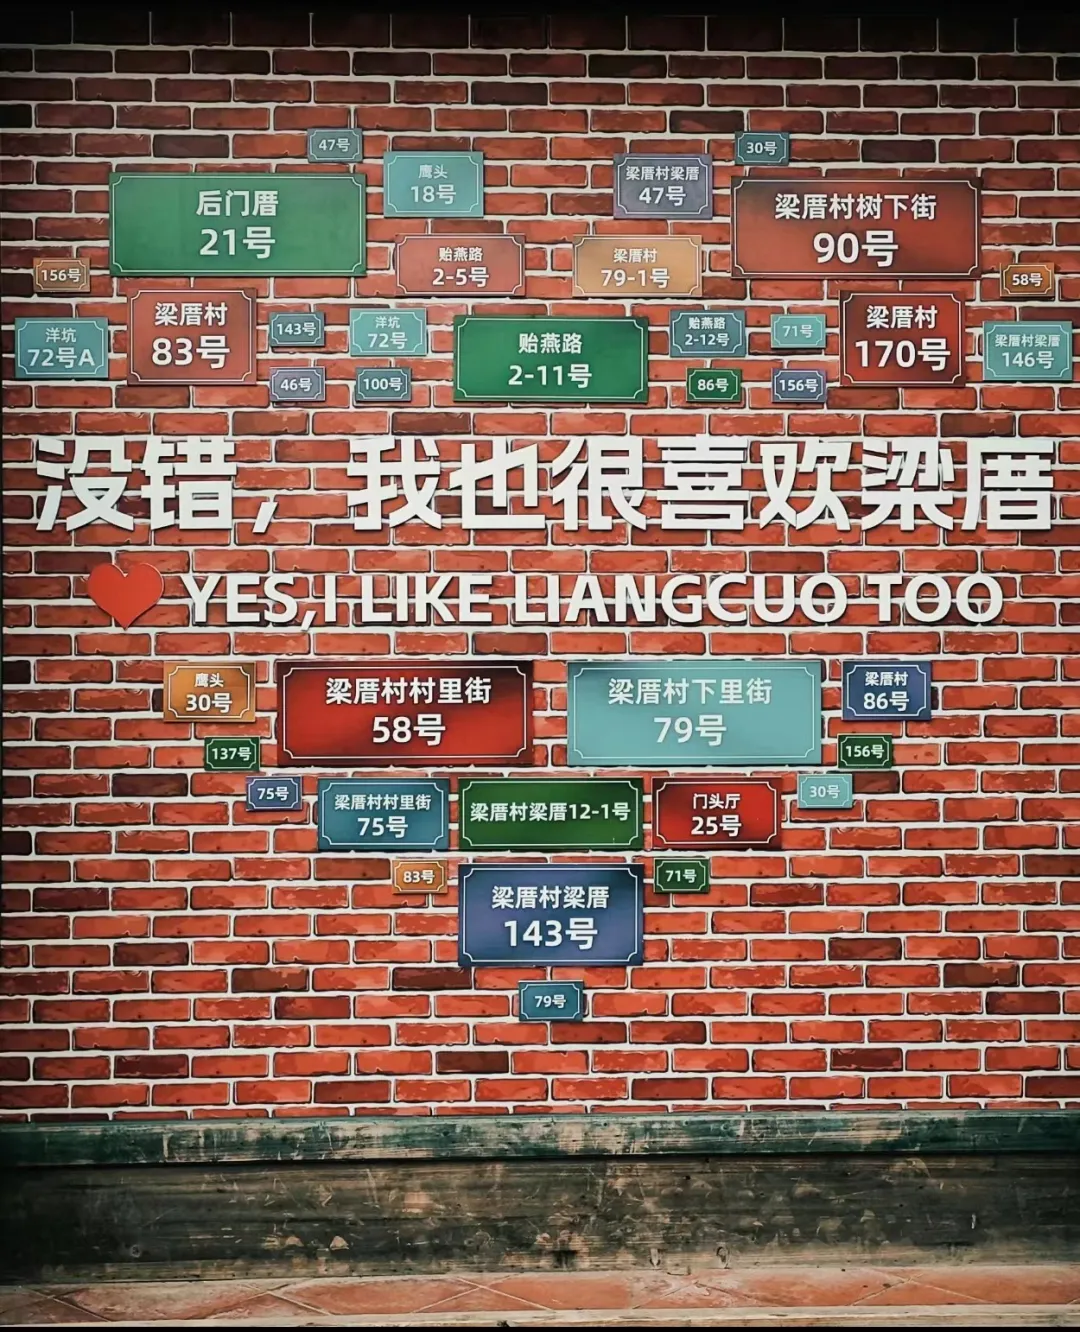 47号
30号
鹰头
18号
梁厝村梁厝
47号
后门厝
21号
梁厝村树下街
90号
贻燕路
2-5号
梁厝村
79-1号
156号
58号
梁厝村
83号
梁厝村
170号
洋坑
72号A
143号
洋坑
72号
贻燕路
2-11号
贻燕路
2-12号
71号
梁厝村梁厝
146号
46号
100号
86号
156号
没错，我也很喜欢梁厝
YES,I LIKE LIANGCUO TOO
鹰头
30号
梁厝村村里街
58号
梁厝村下里街
79号
梁厝村
86号
137号
156号
75号
梁厝村村里街
75号
梁厝村梁厝12-1号
门头厅
25号
30号
83号
梁厝村梁厝
143号
71号
79号